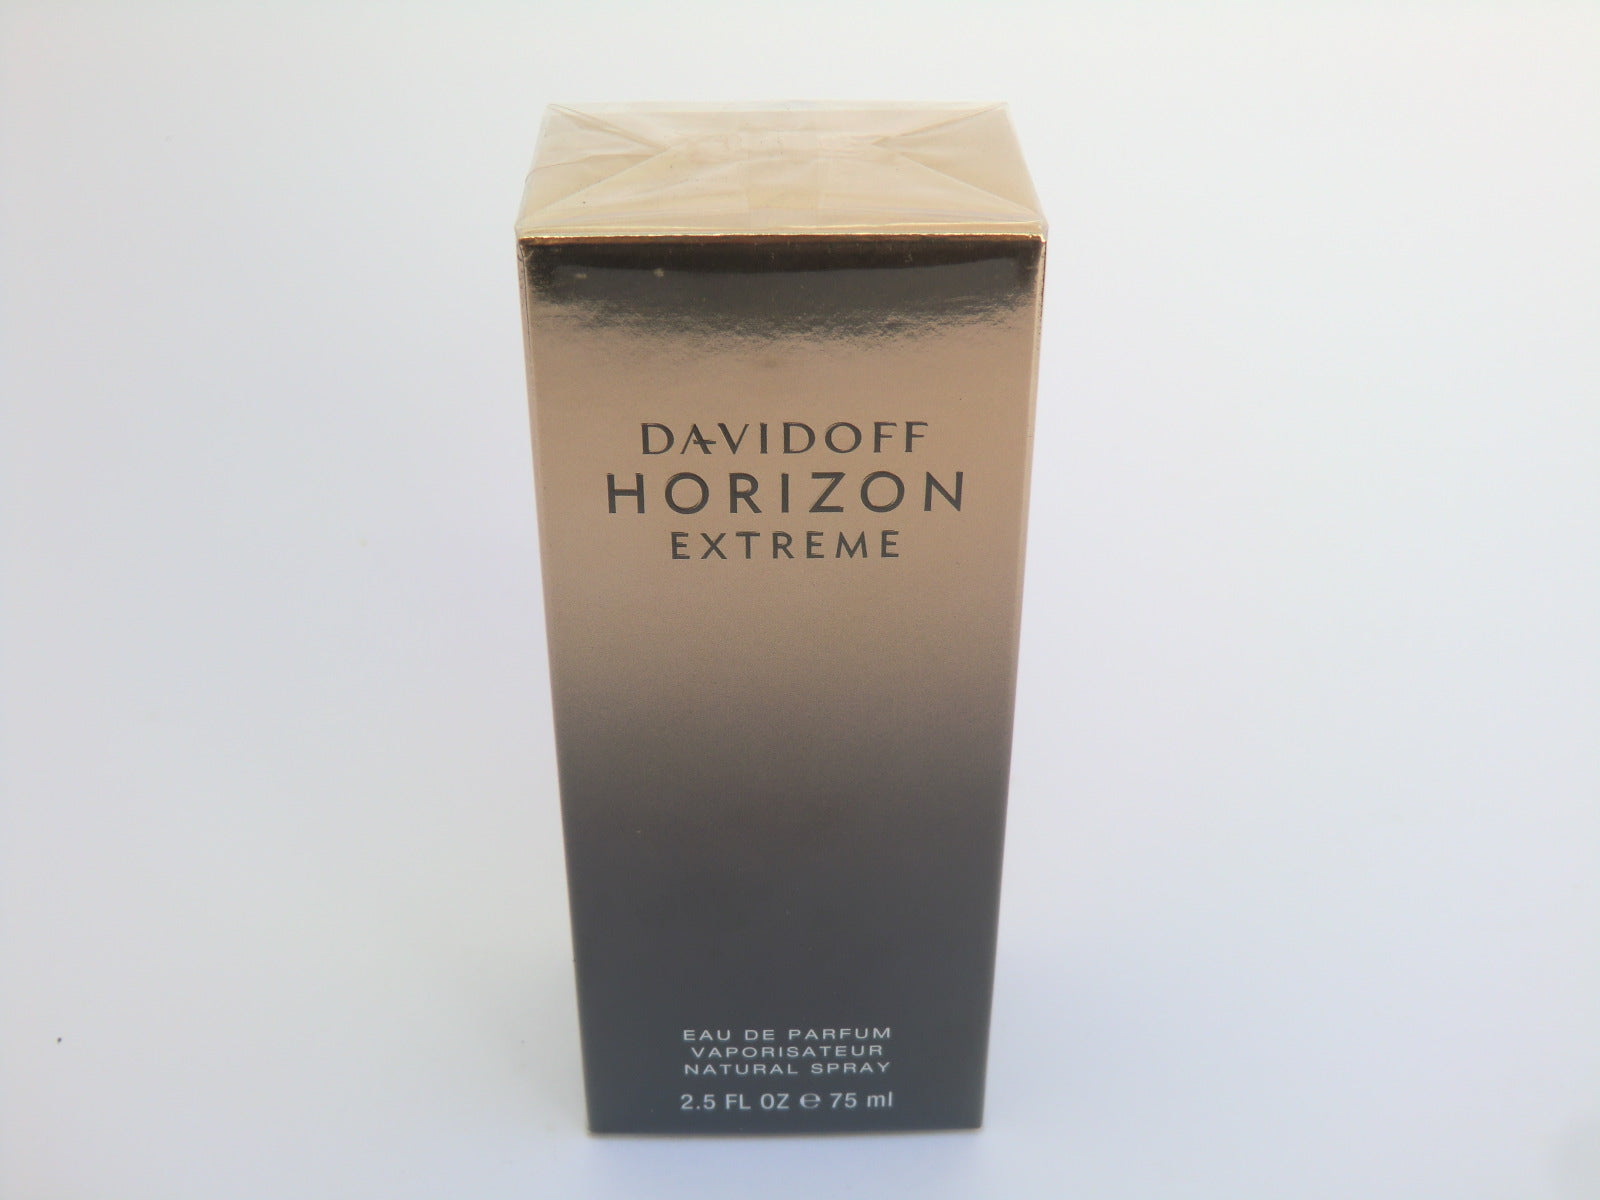 DAVIDOFF
HORIZON
EXTREME
EAU DE PARFUM
VAPORISATEUR
NATURAL SPRAY
2.5 FL OZ ℮ 75 ml